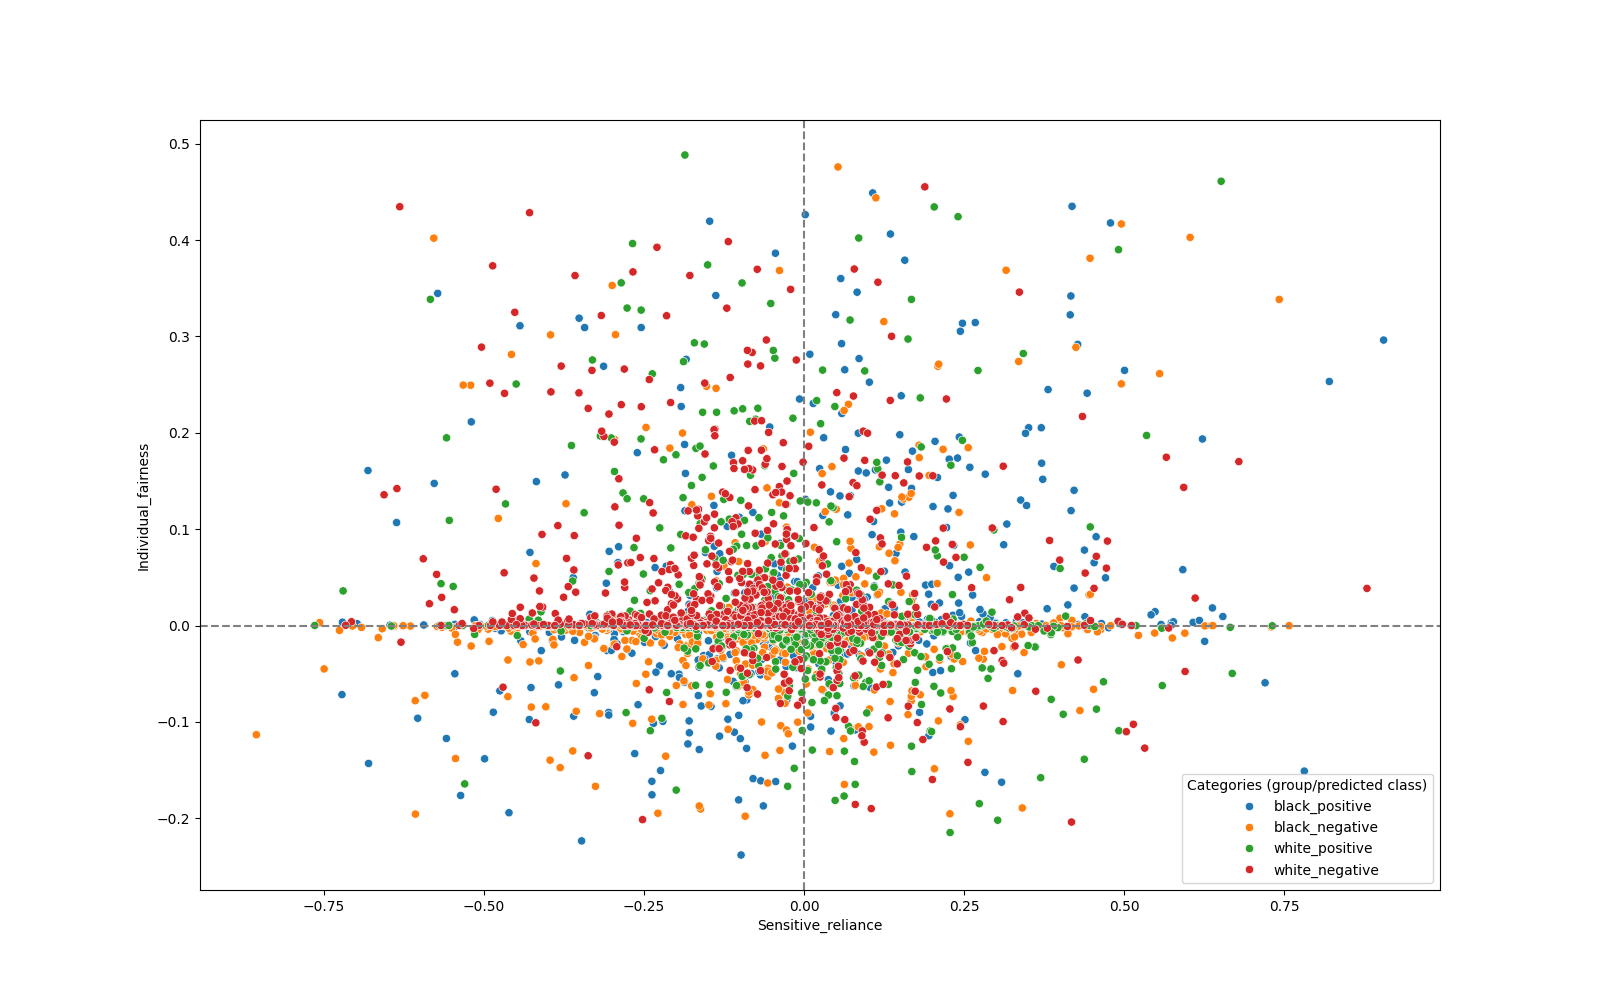 0.5
0.4
0.3
0.2
0.1
0.0
−0.1
−0.2
Individual_fairness
−0.75
−0.50
−0.25
0.00
0.25
0.50
0.75
Sensitive_reliance
Categories (group/predicted class)
black_positive
black_negative
white_positive
white_negative